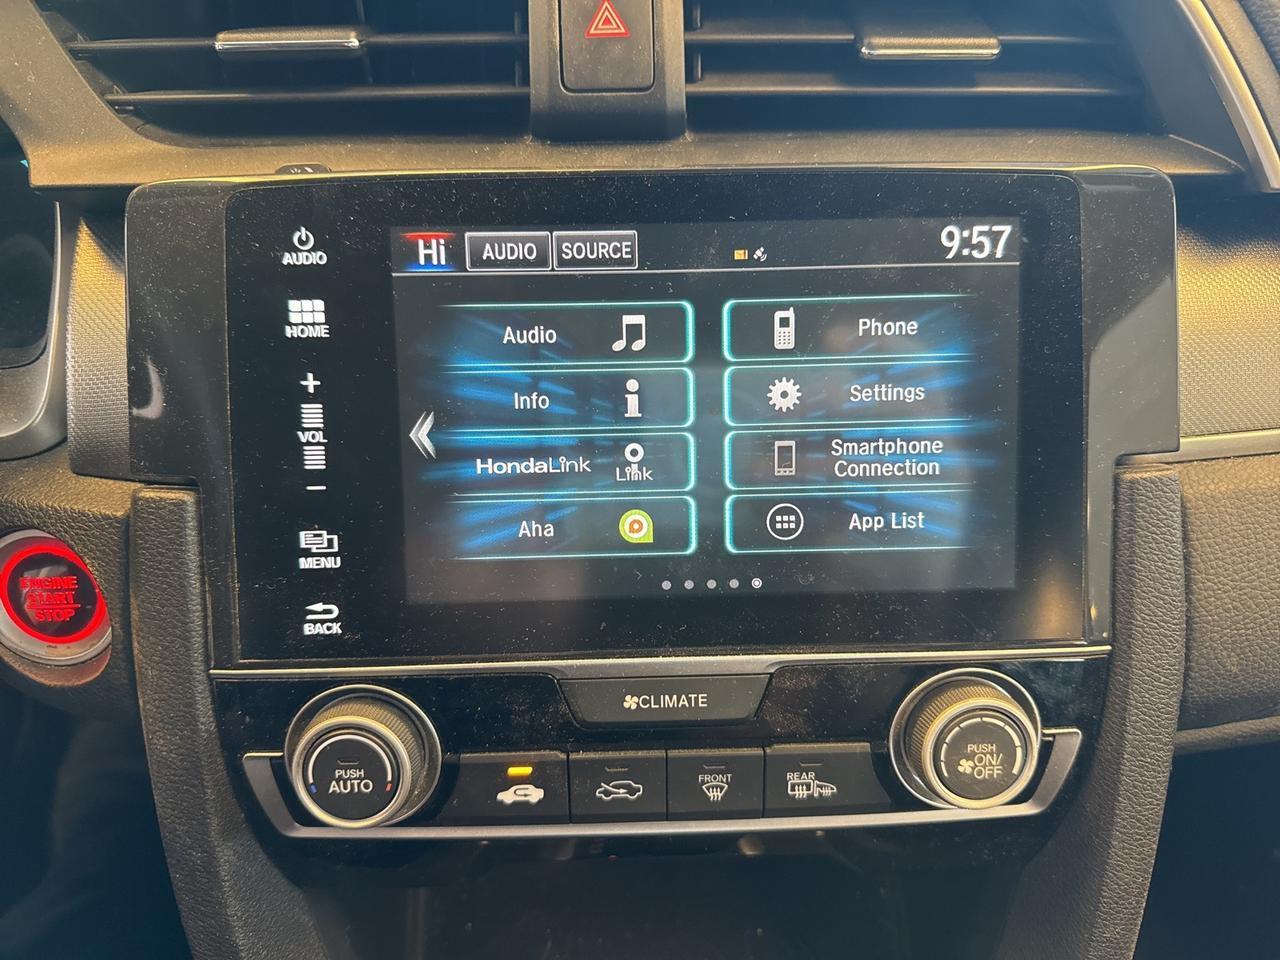 AUDIO
HOME
+
VOL
−
MENU
BACK
Hi
AUDIO
SOURCE
9:57
Audio
Phone
Info
Settings
HondaLink
Link
Smartphone
Connection
Aha
App List
ENGINE
START
STOP
CLIMATE
PUSH
AUTO
FRONT
REAR
PUSH
ON/
OFF